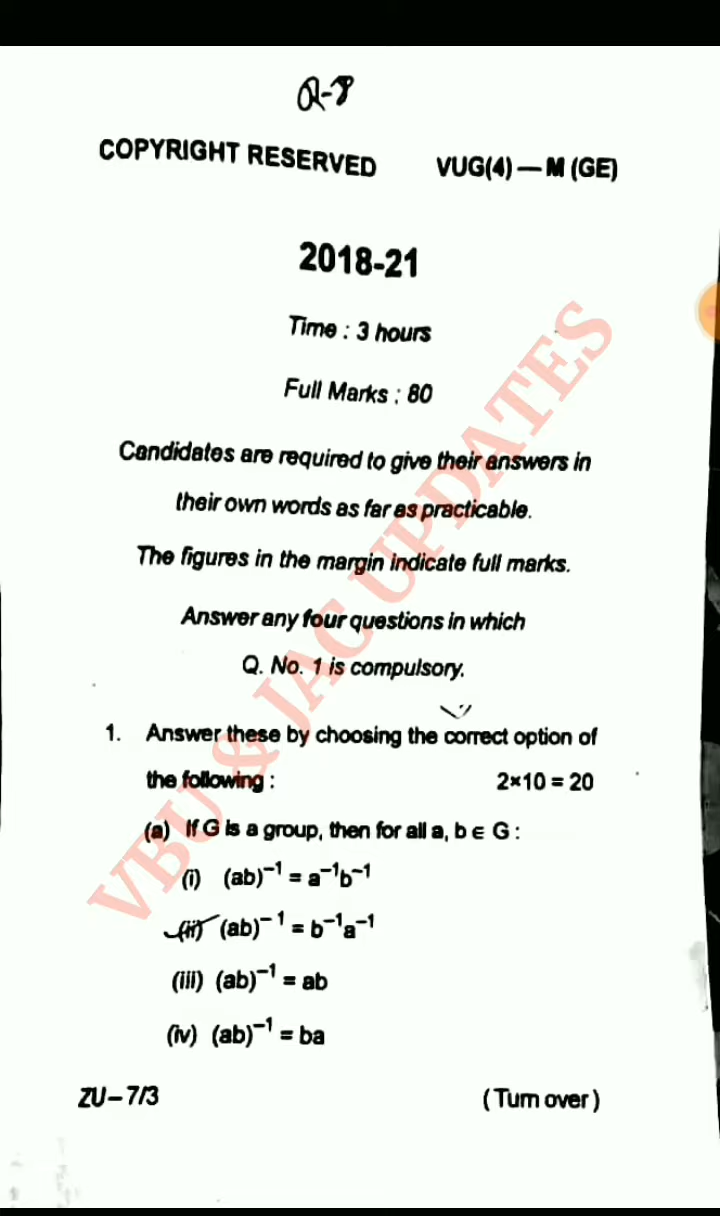 Q-8
COPYRIGHT RESERVED VUG(4) — M (GE)
2018-21
Time : 3 hours
Full Marks : 80
Candidates are required to give their answers in
their own words as far as practicable.
The figures in the margin indicate full marks.
Answer any four questions in which
Q. No. 1 is compulsory.
1. Answer these by choosing the correct option of
the following : 2×10 = 20
(a) If G is a group, then for all a, b ∈ G :
(i) (ab)⁻¹ = a⁻¹b⁻¹
(ii) (ab)⁻¹ = b⁻¹a⁻¹
(iii) (ab)⁻¹ = ab
(iv) (ab)⁻¹ = ba
ZU – 7/3 ( Turn over )
VBU & JAC UPDATES